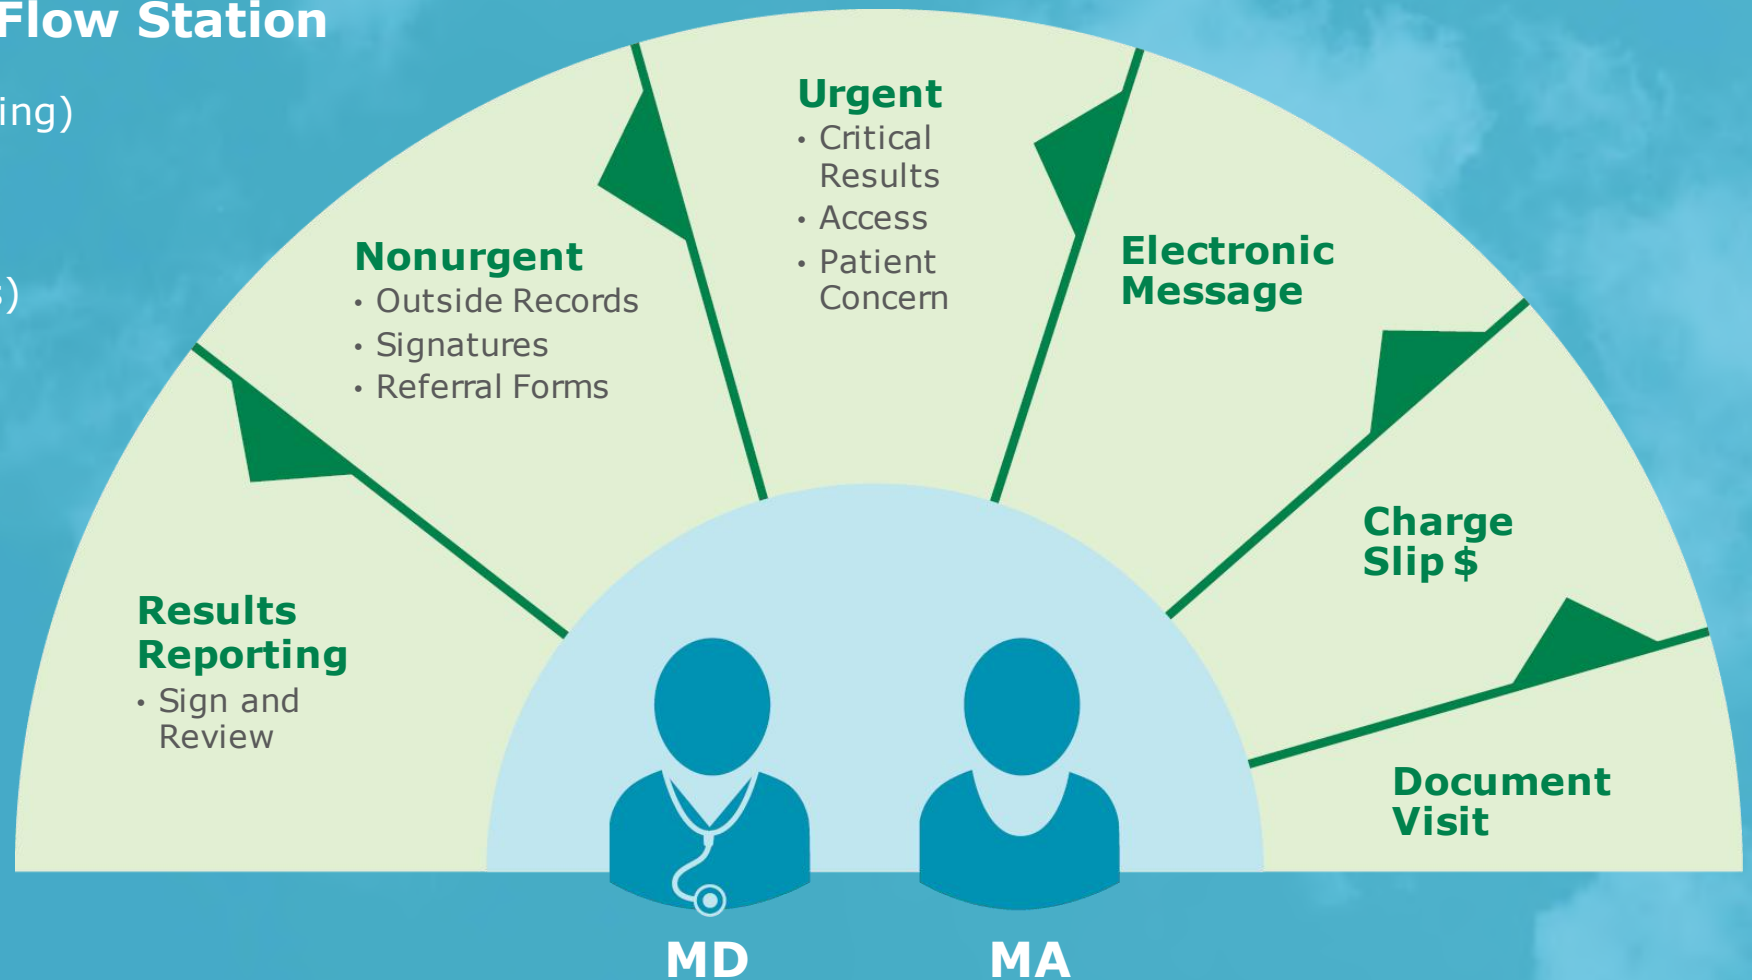 Flow Station
ing)
s)
Urgent
• Critical
Results
• Access
• Patient
Concern
Nonurgent
• Outside Records
• Signatures
• Referral Forms
Electronic
Message
Charge
Slip $
Results
Reporting
• Sign and
Review
Document
Visit
MD
MA